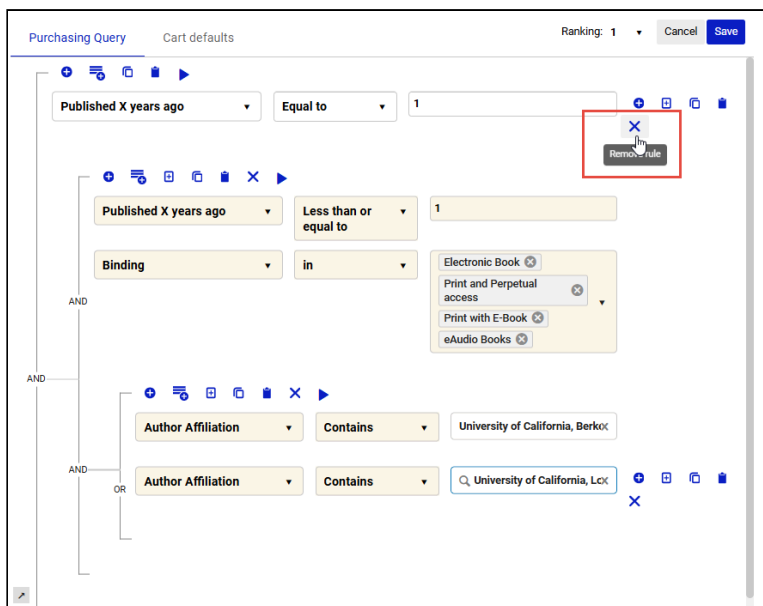 Purchasing Query
Cart defaults
Ranking: 1
Cancel
Save
Published X years ago
Equal to
1
Remove rule
Published X years ago
Less than or
equal to
1
Binding
in
Electronic Book
Print and Perpetual
access
Print with E-Book
eAudio Books
AND
AND
Author Affiliation
Contains
University of California, Berk
AND
OR
Author Affiliation
Contains
University of California, Lo